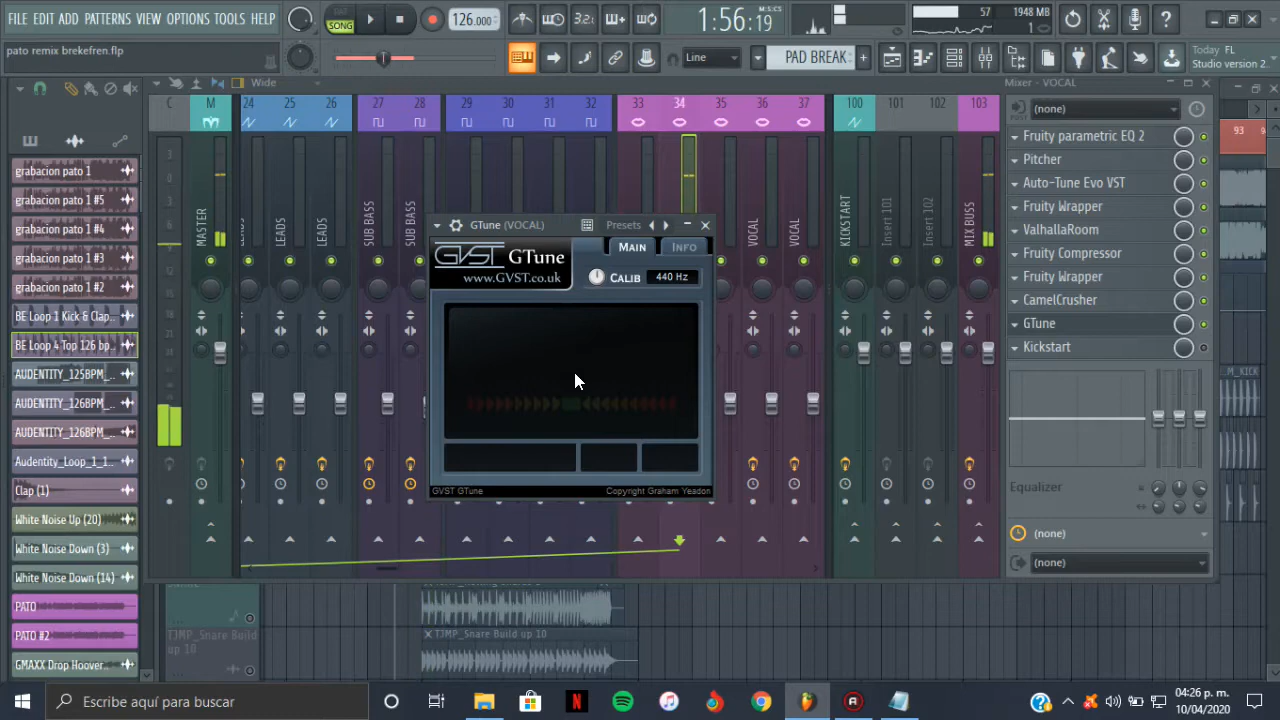 FILE EDIT ADD PATTERNS VIEW OPTIONS TOOLS HELP
PAT
SONG
126.000
3.2
1:56:19
M:S:CS
57
1948 MB
1
pato remix brekefren.flp
Line
PAD BREAK
Today FL
Studio version 2...
Wide
Mixer - VOCAL
C
M
24
25
26
27
28
29
30
31
32
33
34
35
36
37
100
101
102
103
(none)
93
grabacion pato 1
grabacion pato 1 #5
grabacion pato 1 #4
grabacion pato 1 #3
grabacion pato 1 #2
BE Loop 1 Kick & Clap...
BE Loop 4 Top 126 bp...
AUDENTITY_125BPM_...
AUDENTITY_126BPM_...
AUDENTITY_126BPM_...
Audentity_Loop_1_1...
Clap (1)
White Noise Up (20)
White Noise Down (3)
White Noise Down (14)
PATO
PATO #2
GMAXX Drop Hoover...
MASTER
LEADS
LEADS
SUB BASS
SUB BASS
VOCAL
VOCAL
KICKSTART
Insert 101
Insert 102
MIX BUSS
GTune (VOCAL)
Presets
GVST GTune
www.GVST.co.uk
MAIN
INFO
CALIB
440 Hz
GVST GTune
Copyright Graham Yeadon
Fruity parametric EQ 2
Pitcher
Auto-Tune Evo VST
Fruity Wrapper
ValhallaRoom
Fruity Compressor
Fruity Wrapper
CamelCrusher
GTune
Kickstart
Equalizer
(none)
(none)
M_KICK
TJMP_Snare Build up 10
TJMP_Snare Build
up 10
Escribe aquí para buscar
04:26 p. m.
10/04/2020